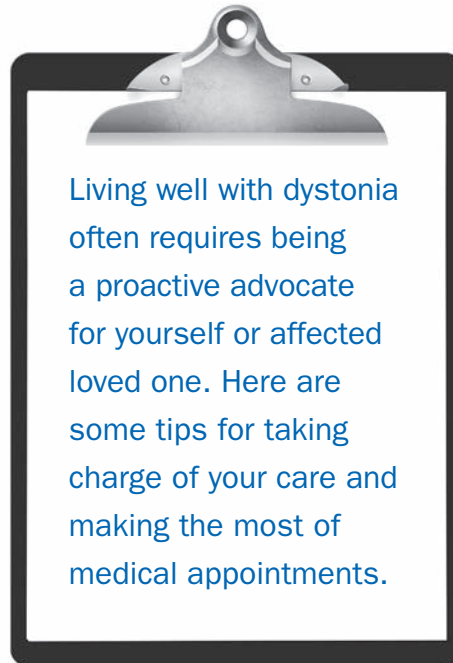 Living well with dystonia
often requires being
a proactive advocate
for yourself or affected
loved one. Here are
some tips for taking
charge of your care and
making the most of
medical appointments.